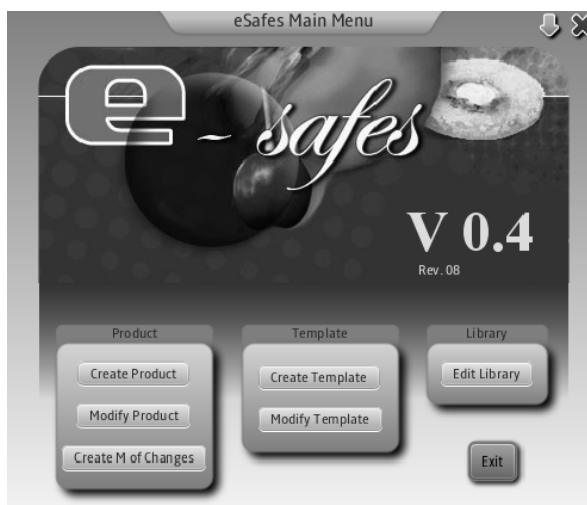 eSafes Main Menu
e - safes
V 0.4
Rev. 08
Product
Create Product
Modify Product
Create M of Changes
Template
Create Template
Modify Template
Library
Edit Library
Exit